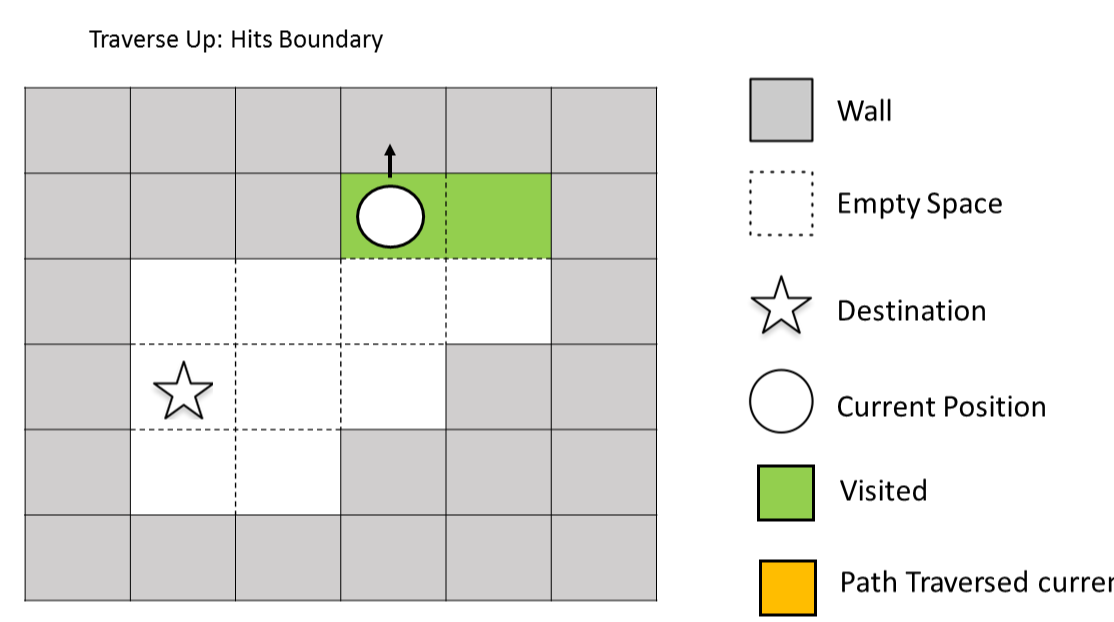 Traverse Up: Hits Boundary
Wall
Empty Space
Destination
Current Position
Visited
Path Traversed curre